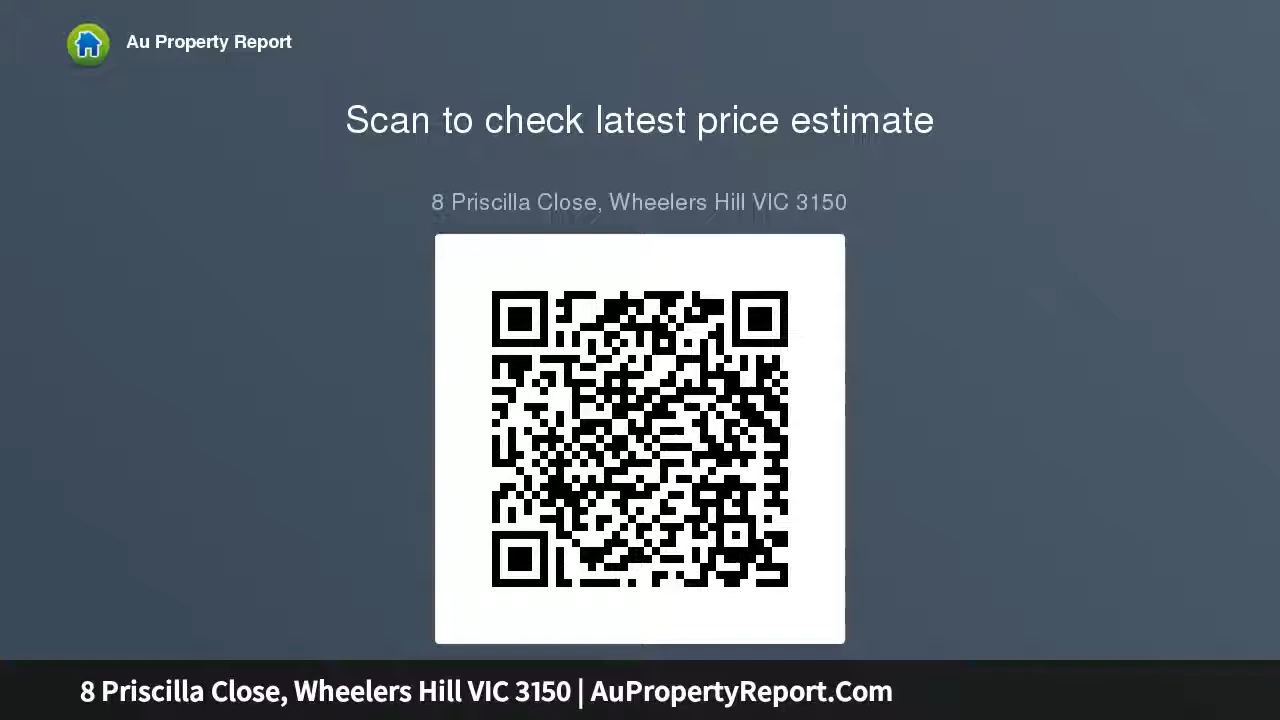 Au Property Report
Scan to check latest price estimate
8 Priscilla Close, Wheelers Hill VIC 3150
8 Priscilla Close, Wheelers Hill VIC 3150 | AuPropertyReport.Com